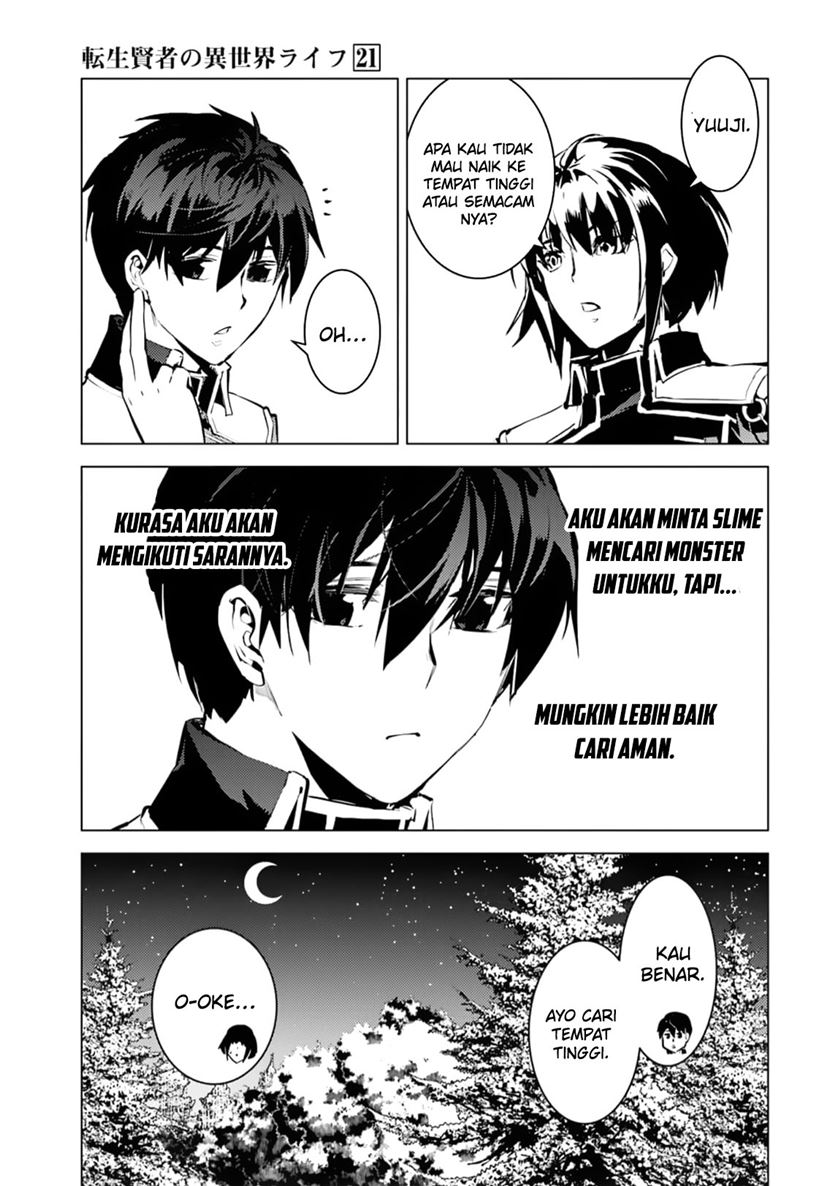 転生賢者の異世界ライフ 21
YUUJI.
APA KAU TIDAK
MAU NAIK KE
TEMPAT TINGGI
ATAU SEMACAM
NYA?
OH...
AKU AKAN MINTA SLIME
MENCARI MONSTER
UNTUKKU, TAPI...
MUNGKIN LEBIH BAIK
CARI AMAN.
KURASA AKU AKAN
MENGIKUTI SARANNYA.
KAU
BENAR.
AYO CARI
TEMPAT
TINGGI.
O-OKE...